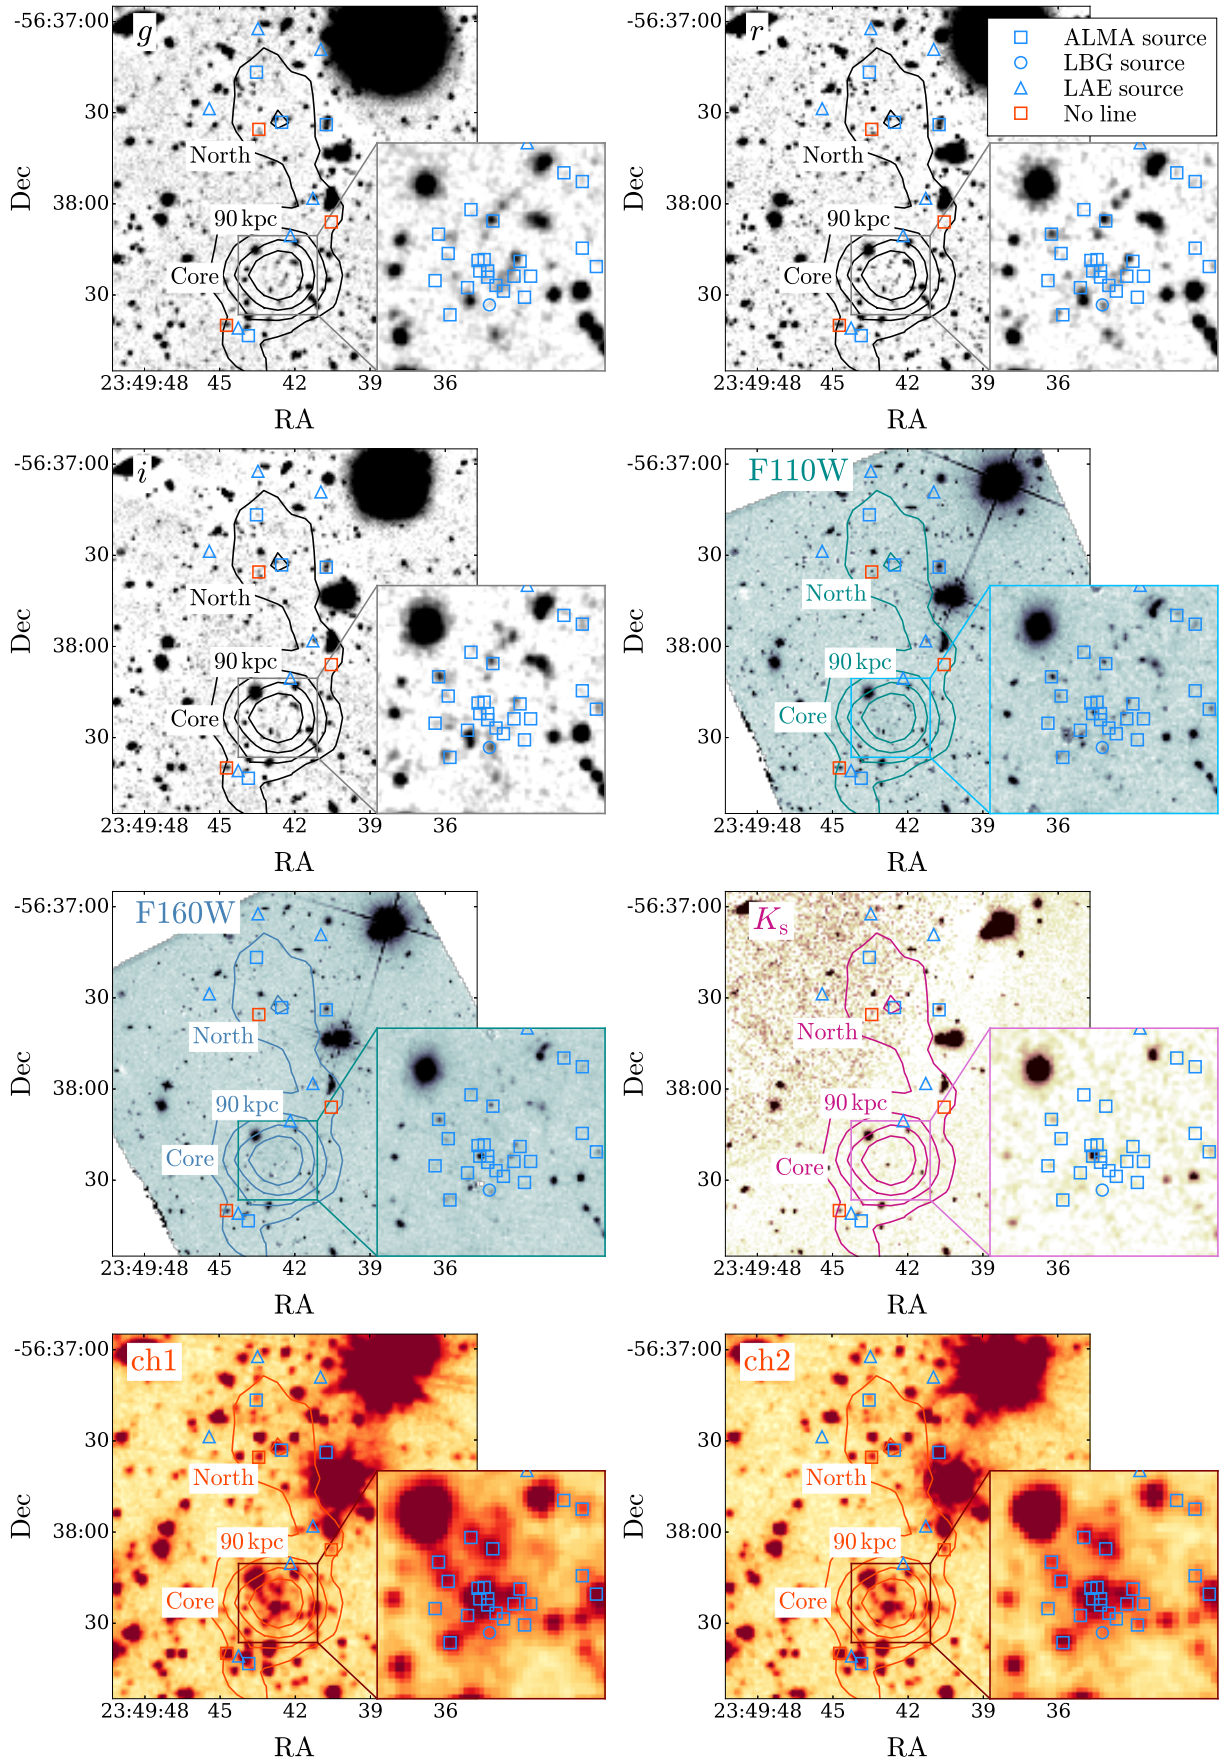 g
-56:37:00
30
38:00
30
Dec
North
90 kpc
Core
23:49:48
45
42
39
36
RA
r
ALMA source
LBG source
LAE source
No line
-56:37:00
30
38:00
30
Dec
North
90 kpc
Core
23:49:48
45
42
39
36
RA
i
-56:37:00
30
38:00
30
Dec
North
90 kpc
Core
23:49:48
45
42
39
36
RA
F110W
-56:37:00
30
38:00
30
Dec
North
90 kpc
Core
23:49:48
45
42
39
36
RA
F160W
-56:37:00
30
38:00
30
Dec
North
90 kpc
Core
23:49:48
45
42
39
36
RA
Ks
-56:37:00
30
38:00
30
Dec
North
90 kpc
Core
23:49:48
45
42
39
36
RA
ch1
-56:37:00
30
38:00
30
Dec
North
90 kpc
Core
23:49:48
45
42
39
36
RA
ch2
-56:37:00
30
38:00
30
Dec
North
90 kpc
Core
23:49:48
45
42
39
36
RA